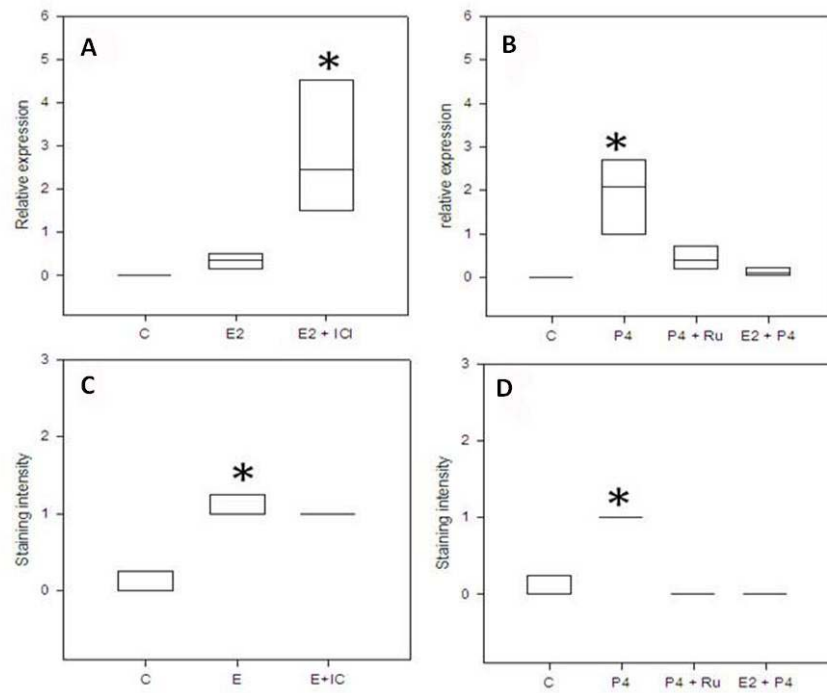 A
Relative expression
6
5
4
3
2
1
0
*
C E2 E2 + ICI
B
relative expression
6
5
4
3
2
1
0
*
C P4 P4 + Ru E2 + P4
C
Staining intensity
3
2
1
0
*
C E E+IC
D
Staining intensity
3
2
1
0
*
C P4 P4 + Ru E2 + P4